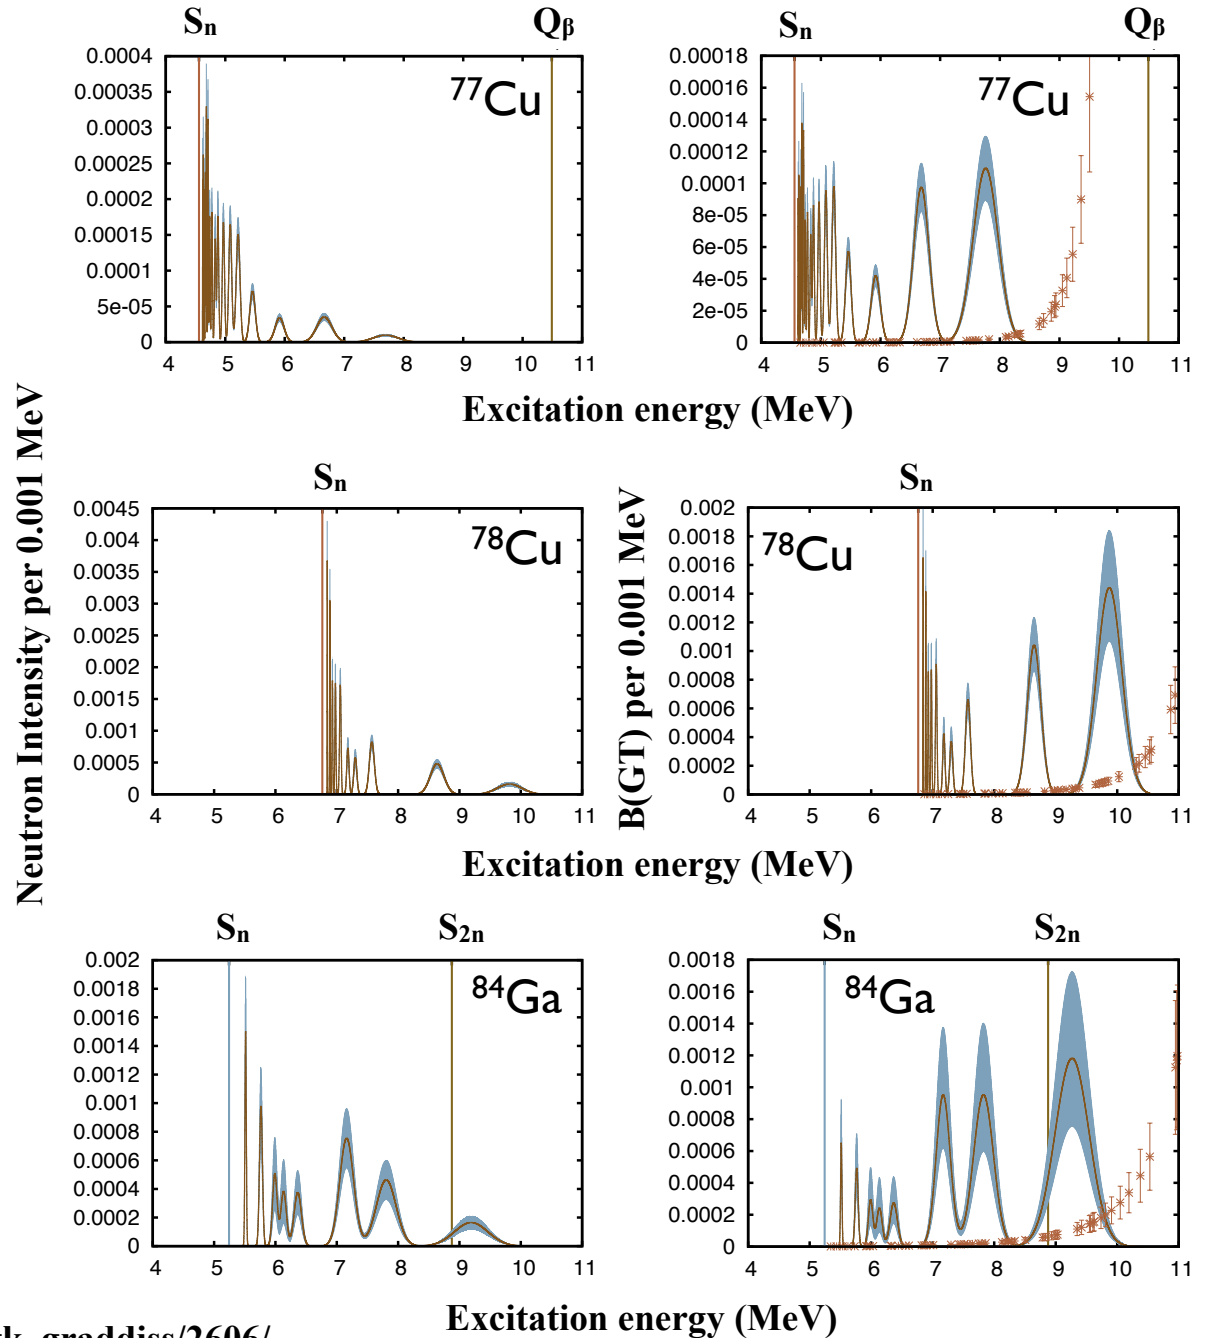 Sn Qβ
0.0004
0.00035
0.0003
0.00025
0.0002
0.00015
0.0001
5e-05
0
77Cu
4 5 6 7 8 9 10 11
Sn Qβ
0.00018
0.00016
0.00014
0.00012
0.0001
8e-05
6e-05
4e-05
2e-05
0
77Cu
4 5 6 7 8 9 10 11
Excitation energy (MeV)
Neutron Intensity per 0.001 MeV
Sn
0.0045
0.004
0.0035
0.003
0.0025
0.002
0.0015
0.001
0.0005
0
78Cu
4 5 6 7 8 9 10 11
B(GT) per 0.001 MeV
Sn
0.002
0.0018
0.0016
0.0014
0.0012
0.001
0.0008
0.0006
0.0004
0.0002
0
78Cu
4 5 6 7 8 9 10 11
Excitation energy (MeV)
Sn S2n
0.002
0.0018
0.0016
0.0014
0.0012
0.001
0.0008
0.0006
0.0004
0.0002
0
84Ga
4 5 6 7 8 9 10 11
Sn S2n
0.0018
0.0016
0.0014
0.0012
0.001
0.0008
0.0006
0.0004
0.0002
0
84Ga
4 5 6 7 8 9 10 11
Excitation energy (MeV)
graddiss/2606/